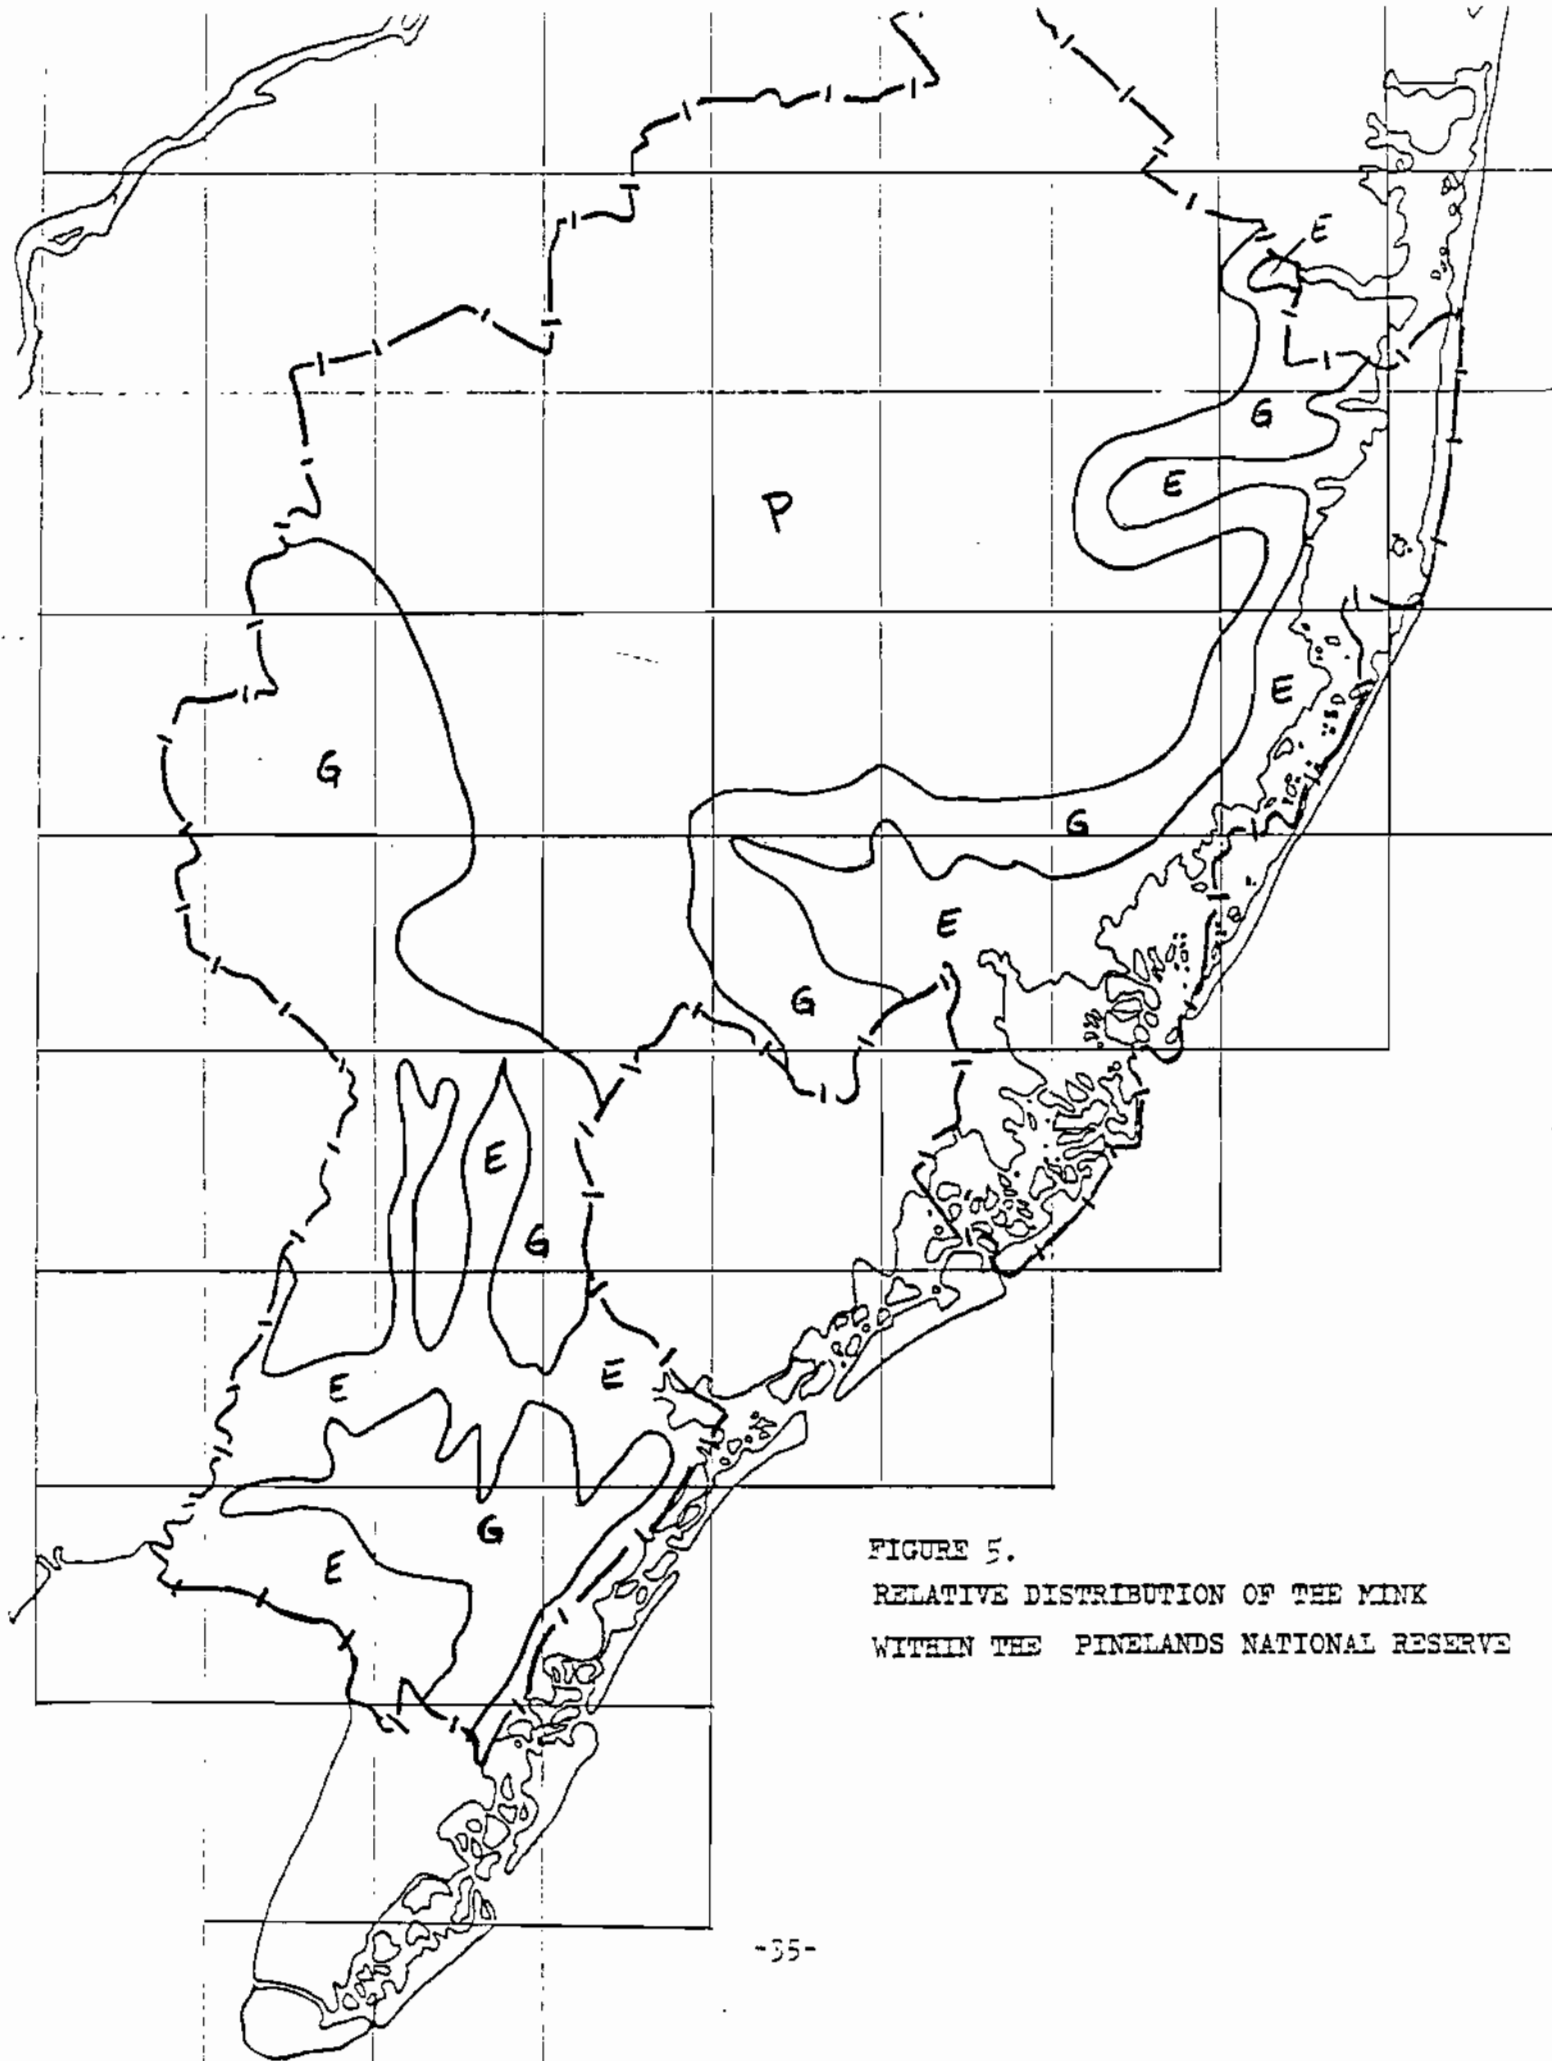 E
G
E
P
E
G
G
E
G
E
G
E
E
G
E
FIGURE 5.
RELATIVE DISTRIBUTION OF THE MINK
WITHIN THE PINELANDS NATIONAL RESERVE
-35-